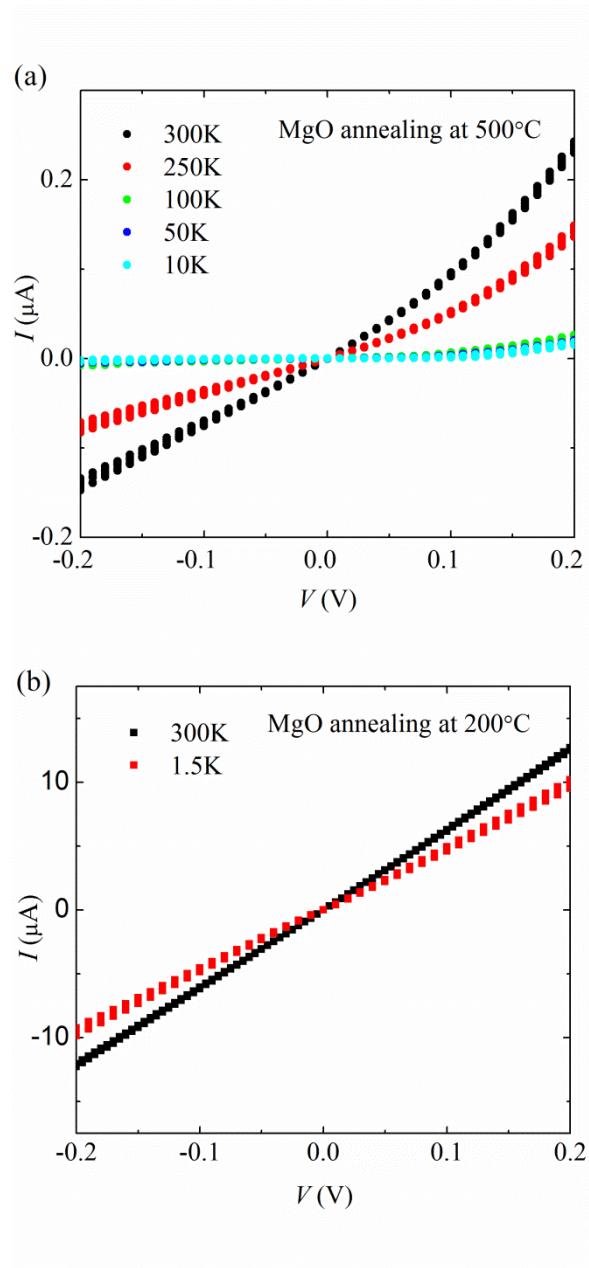 (a)
MgO annealing at 500°C
300K
250K
100K
50K
10K
0.2
0.0
-0.2
I (μA)
-0.2
-0.1
0.0
0.1
0.2
V (V)
(b)
MgO annealing at 200°C
300K
1.5K
10
0
-10
I (μA)
-0.2
-0.1
0.0
0.1
0.2
V (V)